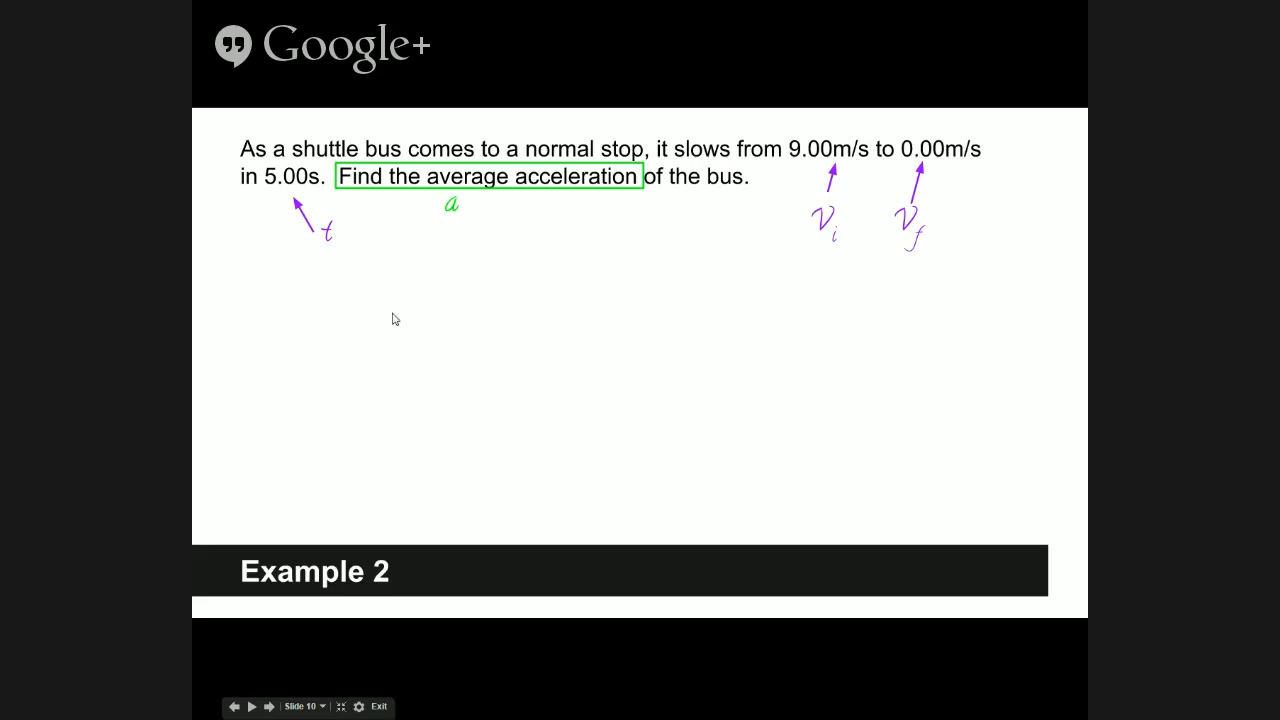 Google+
As a shuttle bus comes to a normal stop, it slows from 9.00m/s to 0.00m/s
in 5.00s. Find the average acceleration of the bus.
a
t
Vi
Vf
Example 2
Slide 10
Exit